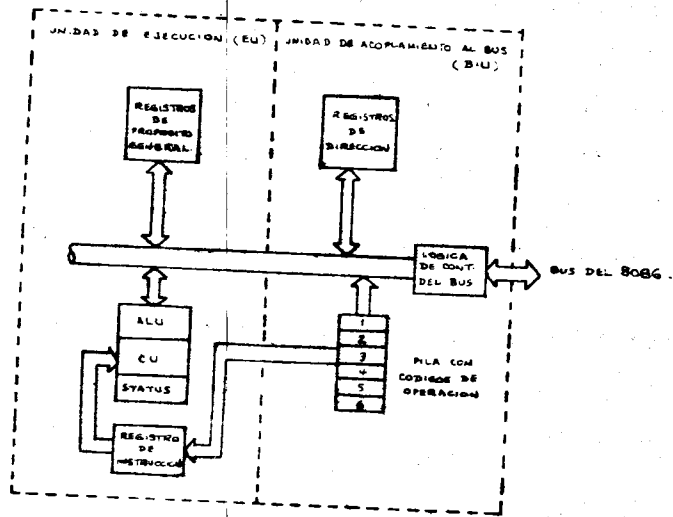 UNIDAD DE EJECUCION (EU)
UNIDAD DE ACOPLAMIENTO AL BUS
(BIU)
REGISTROS
DE
PROPOSITO
GENERAL.
REGISTROS
DE
DIRECCION
LOGICA
DE CONT.
DEL BUS
BUS DEL 8086.
ALU
CU
STATUS
1
2
3
4
5
6
PILA CON
CODIGOS DE
OPERACION
REGISTRO
DE
INSTRUCCIO